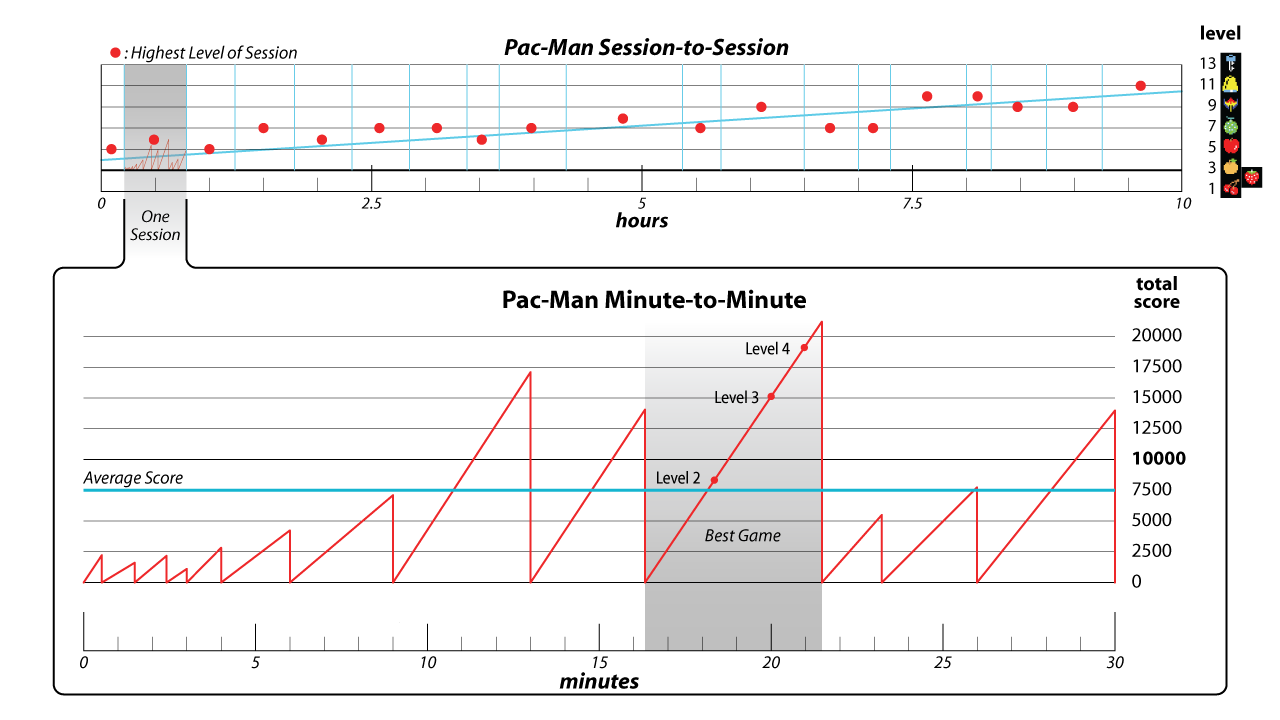 : Highest Level of Session
Pac-Man Session-to-Session
level
13
11
9
7
5
3
1
0
2.5
5
7.5
10
hours
One
Session
Pac-Man Minute-to-Minute
total
score
20000
17500
15000
12500
10000
7500
5000
2500
0
Level 4
Level 3
Level 2
Average Score
Best Game
0
5
10
15
20
25
30
minutes